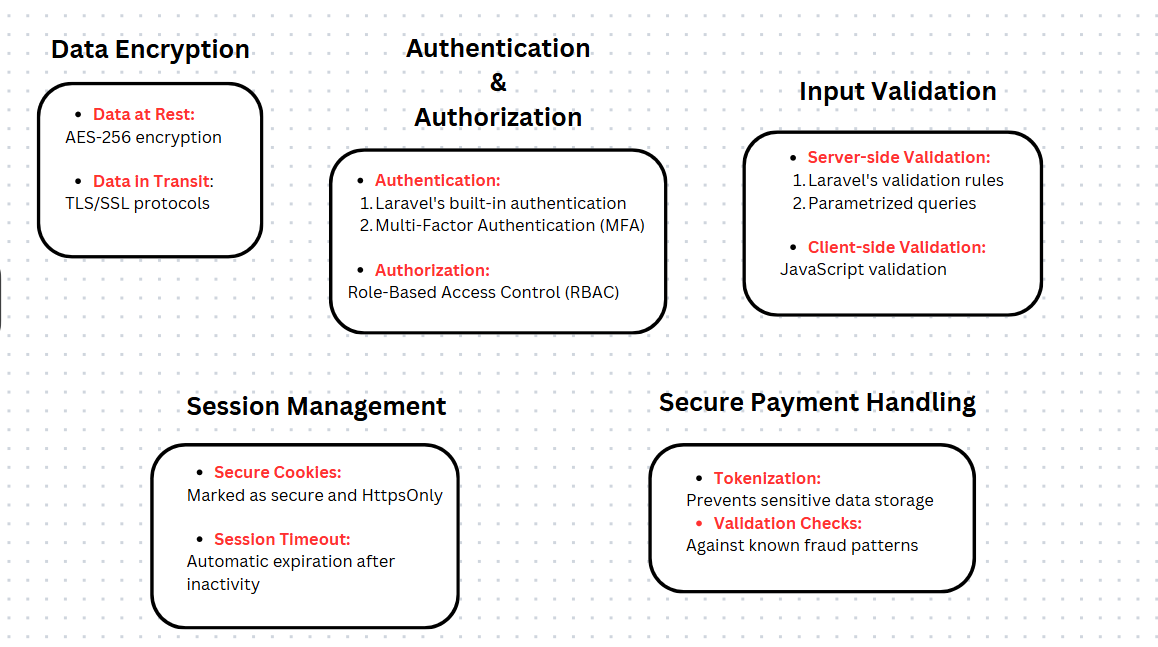 Data Encryption
• Data at Rest:
AES-256 encryption
• Data in Transit:
TLS/SSL protocols
Authentication
&
Authorization
• Authentication:
1. Laravel's built-in authentication
2. Multi-Factor Authentication (MFA)
• Authorization:
Role-Based Access Control (RBAC)
Input Validation
• Server-side Validation:
1. Laravel's validation rules
2. Parametrized queries
• Client-side Validation:
JavaScript validation
Session Management
• Secure Cookies:
Marked as secure and HttpsOnly
• Session Timeout:
Automatic expiration after
inactivity
Secure Payment Handling
• Tokenization:
Prevents sensitive data storage
• Validation Checks:
Against known fraud patterns